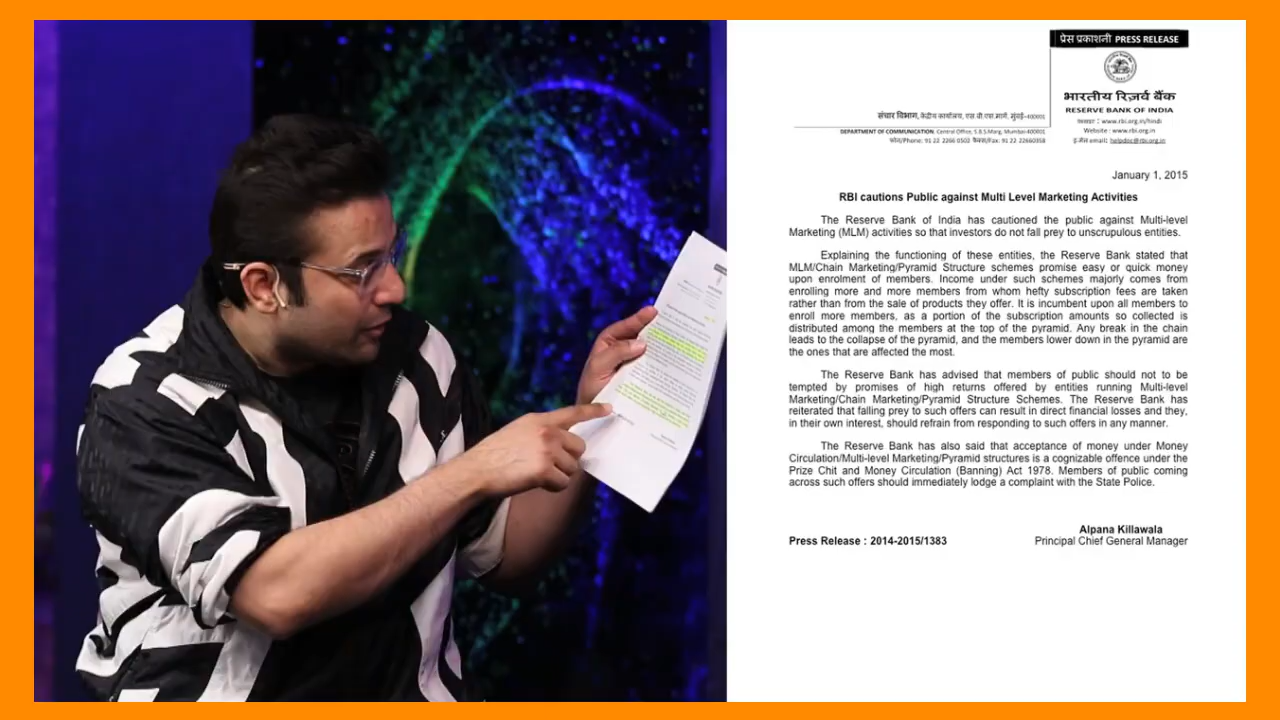 प्रेस प्रकाशनी PRESS RELEASE
भारतीय रिज़र्व बैंक
RESERVE BANK OF INDIA
संचार विभाग, केंद्रीय कार्यालय, एस.बी.एस.मार्ग, मुंबई-400001
वेबसाइट : www.rbi.org.in/hindi
DEPARTMENT OF COMMUNICATION, Central Office, S.B.S.Marg, Mumbai-400001
Website : www.rbi.org.in
फोन/Phone: 91 22 2266 0502 फैक्स/Fax: 91 22 22660358
ई-मेल email: helpdoc@rbi.org.in
January 1, 2015
RBI cautions Public against Multi Level Marketing Activities
The Reserve Bank of India has cautioned the public against Multi-level
Marketing (MLM) activities so that investors do not fall prey to unscrupulous entities.
Explaining the functioning of these entities, the Reserve Bank stated that
MLM/Chain Marketing/Pyramid Structure schemes promise easy or quick money
upon enrolment of members. Income under such schemes majorly comes from
enrolling more and more members from whom hefty subscription fees are taken
rather than from the sale of products they offer. It is incumbent upon all members to
enroll more members, as a portion of the subscription amounts so collected is
distributed among the members at the top of the pyramid. Any break in the chain
leads to the collapse of the pyramid, and the members lower down in the pyramid are
the ones that are affected the most.
The Reserve Bank has advised that members of public should not to be
tempted by promises of high returns offered by entities running Multi-level
Marketing/Chain Marketing/Pyramid Structure Schemes. The Reserve Bank has
reiterated that falling prey to such offers can result in direct financial losses and they,
in their own interest, should refrain from responding to such offers in any manner.
The Reserve Bank has also said that acceptance of money under Money
Circulation/Multi-level Marketing/Pyramid structures is a cognizable offence under the
Prize Chit and Money Circulation (Banning) Act 1978. Members of public coming
across such offers should immediately lodge a complaint with the State Police.
Alpana Killawala
Press Release : 2014-2015/1383
Principal Chief General Manager